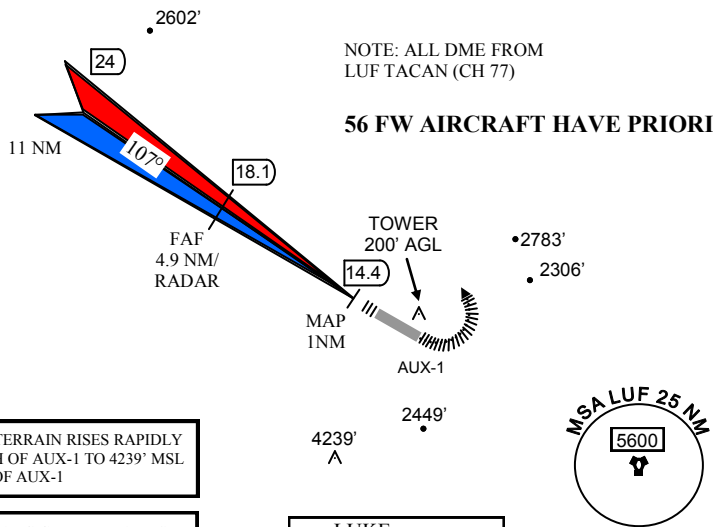 2602'
24
NOTE: ALL DME FROM
LUF TACAN (CH 77)
56 FW AIRCRAFT HAVE PRIORI
11 NM
107°
18.1
FAF
4.9 NM/
RADAR
TOWER
200' AGL
2783'
2306'
14.4
MAP
1NM
AUX-1
2449'
4239'
MSA LUF 25 NM
5600
TERRAIN RISES RAPIDLY
H OF AUX-1 TO 4239' MSL
OF AUX-1
LUKE